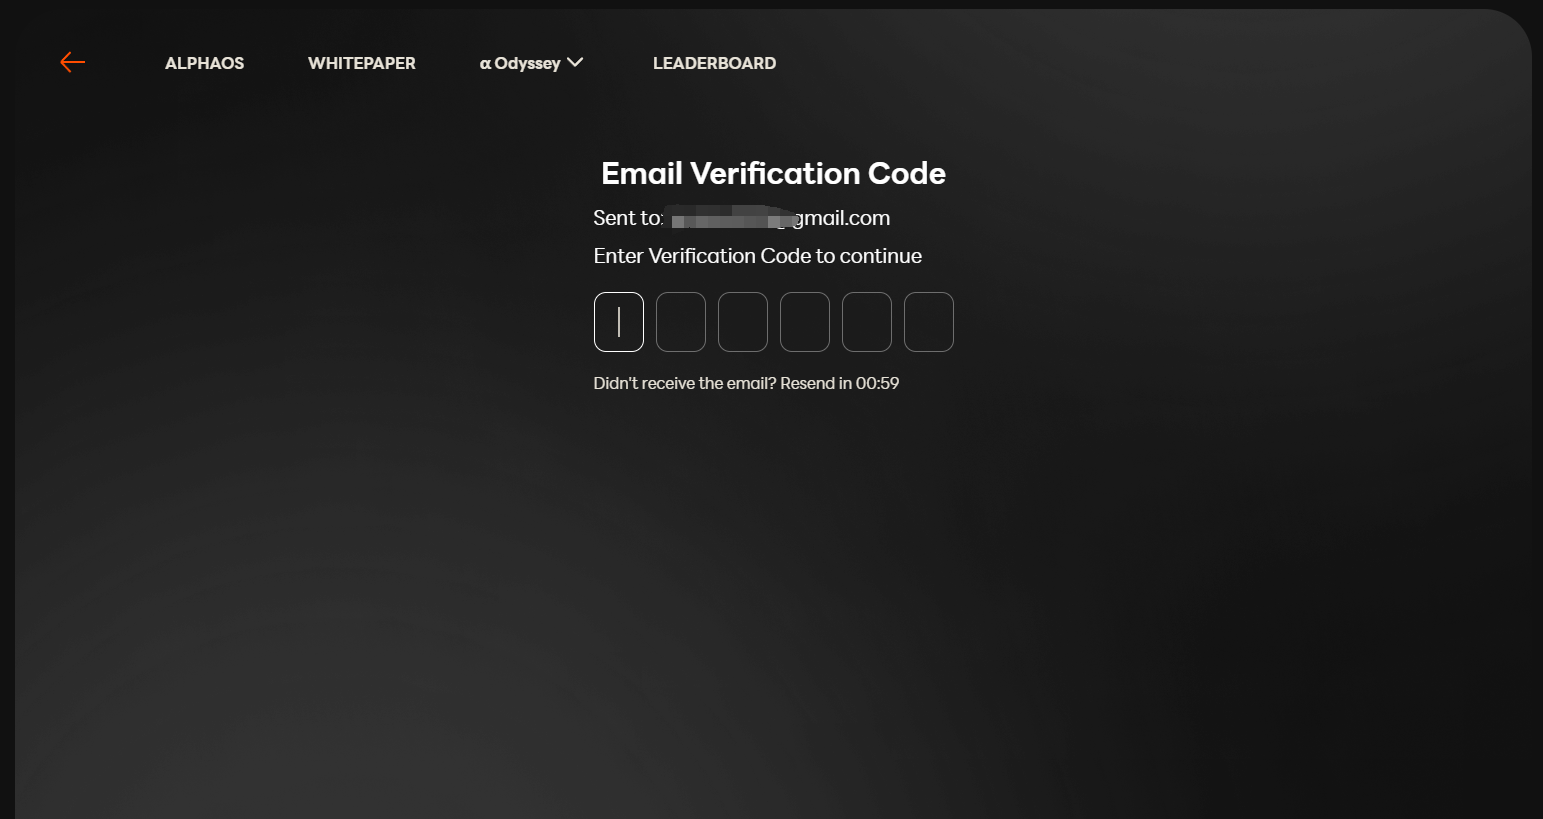 ALPHAOS WHITEPAPER α Odyssey LEADERBOARD
Email Verification Code
Sent to: gmail.com
Enter Verification Code to continue
Didn't receive the email? Resend in 00:59